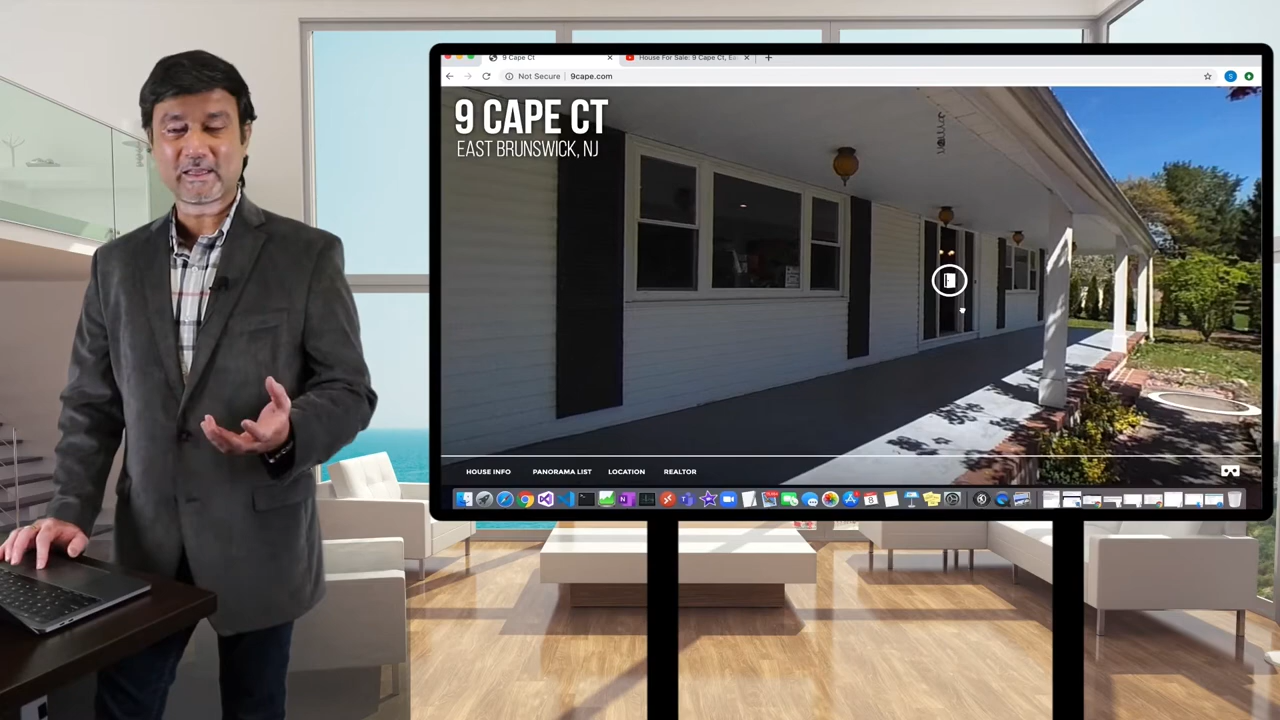 9 Cape Ct
House For Sale: 9 Cape Ct, Eas
Not Secure | 9cape.com
S
9 CAPE CT
EAST BRUNSWICK, NJ
HOUSE INFO
PANORAMA LIST
LOCATION
REALTOR